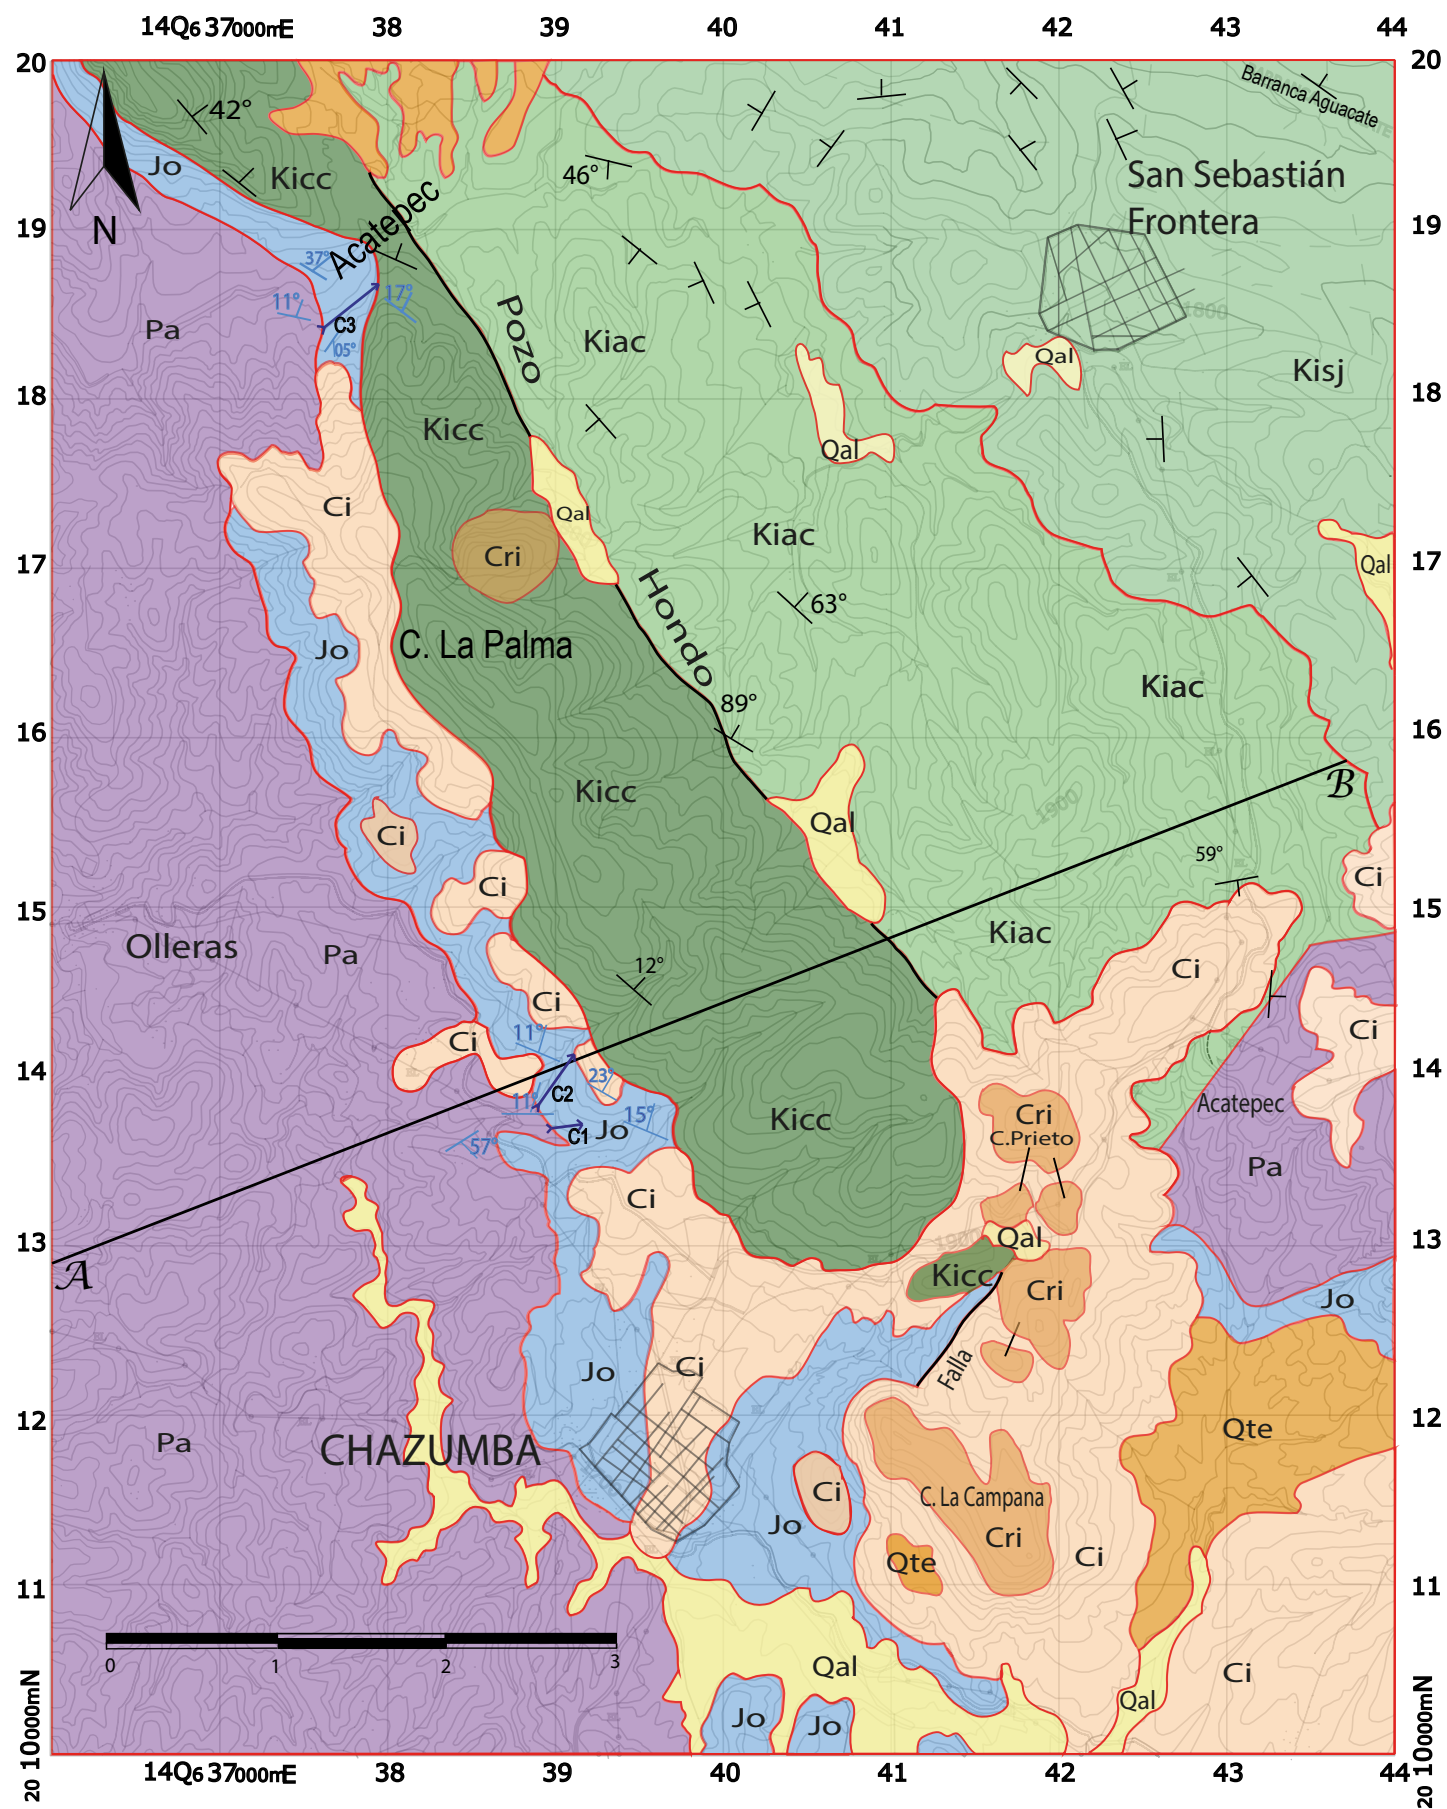 14Q6 37000mE 38 39 40 41 42 43 44
20 20
Barranca Aguacate
42°
Jo
Kicc
46°
San Sebastián
Frontera
N
19 19
Acatepec
37°
11°
17°
C3
05°
Pa
Pozo
Kiac
1800
Qal
Kisj
18 18
Kicc
Qal
Ci
Qal
Kiac
Cri
17 17
Qal
Hondo
63°
Jo
C. La Palma
Kiac
89°
16 16
Kicc
B
1900
Qal
Ci
59°
Ci
Ci
15 15
Olleras
Pa
Kiac
12°
Ci
Ci
11°
Ci
Ci
14 14
23°
C2
11°
15°
C1
Jo
57°
Kicc
Cri
C.Prieto
Acatepec
Pa
Ci
13 13
1900
Qal
A
Kicc
Cri
Jo
Falla
Jo
Ci
12 12
Pa
CHAZUMBA
Qte
Ci
C. La Campana
Jo
Cri
Ci
Qte
11 11
0 1 2 3
Qal
Ci
Qal
Jo
Jo
20 10000mN
20 10000mN
14Q6 37000mE 38 39 40 41 42 43 44